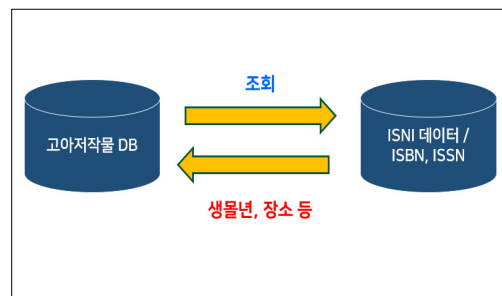 조회
고아저작물 DB
ISNI 데이터 /
ISBN, ISSN
생몰년, 장소 등